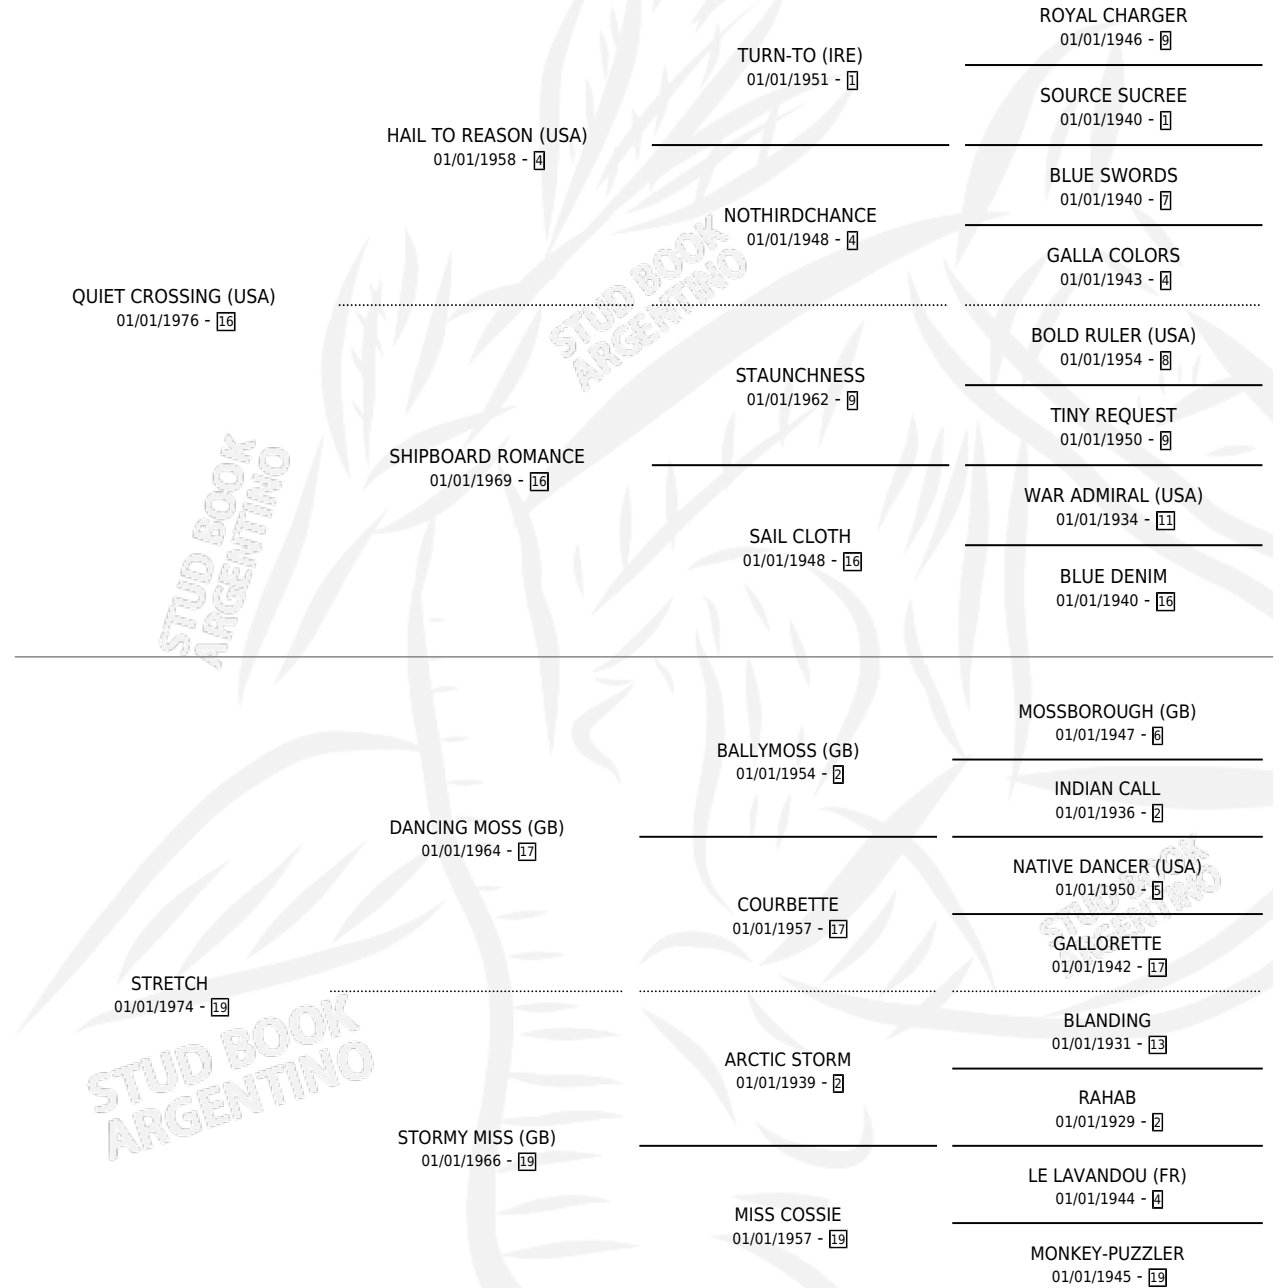 ROYAL CHARGER
01/01/1946 - 9
TURN-TO (IRE)
01/01/1951 - 1
SOURCE SUCREE
01/01/1940 - 1
HAIL TO REASON (USA)
01/01/1958 - 4
BLUE SWORDS
01/01/1940 - 7
NOTHIRDCHANCE
01/01/1948 - 4
GALLA COLORS
01/01/1943 - 4
QUIET CROSSING (USA)
01/01/1976 - 16
STUD BOOK
ARGENTINO
BOLD RULER (USA)
01/01/1954 - 8
STAUNCHNESS
01/01/1962 - 9
TINY REQUEST
01/01/1950 - 9
SHIPBOARD ROMANCE
01/01/1969 - 16
WAR ADMIRAL (USA)
01/01/1934 - 11
SAIL CLOTH
01/01/1948 - 16
BLUE DENIM
01/01/1940 - 16
STUD BOOK
ARGENTINO
MOSSBOROUGH (GB)
01/01/1947 - 6
BALLYMOSS (GB)
01/01/1954 - 2
INDIAN CALL
01/01/1936 - 2
DANCING MOSS (GB)
01/01/1964 - 17
NATIVE DANCER (USA)
01/01/1950 - 5
COURBETTE
01/01/1957 - 17
GALLORETTE
01/01/1942 - 17
STUD BOOK
ARGENTINO
STRETCH
01/01/1974 - 19
BLANDING
01/01/1931 - 13
ARCTIC STORM
01/01/1939 - 2
RAHAB
01/01/1929 - 2
STORMY MISS (GB)
01/01/1966 - 19
LE LAVANDOU (FR)
01/01/1944 - 4
MISS COSSIE
01/01/1957 - 19
MONKEY-PUZZLER
01/01/1945 - 19
STUD BOOK
ARGENTINO